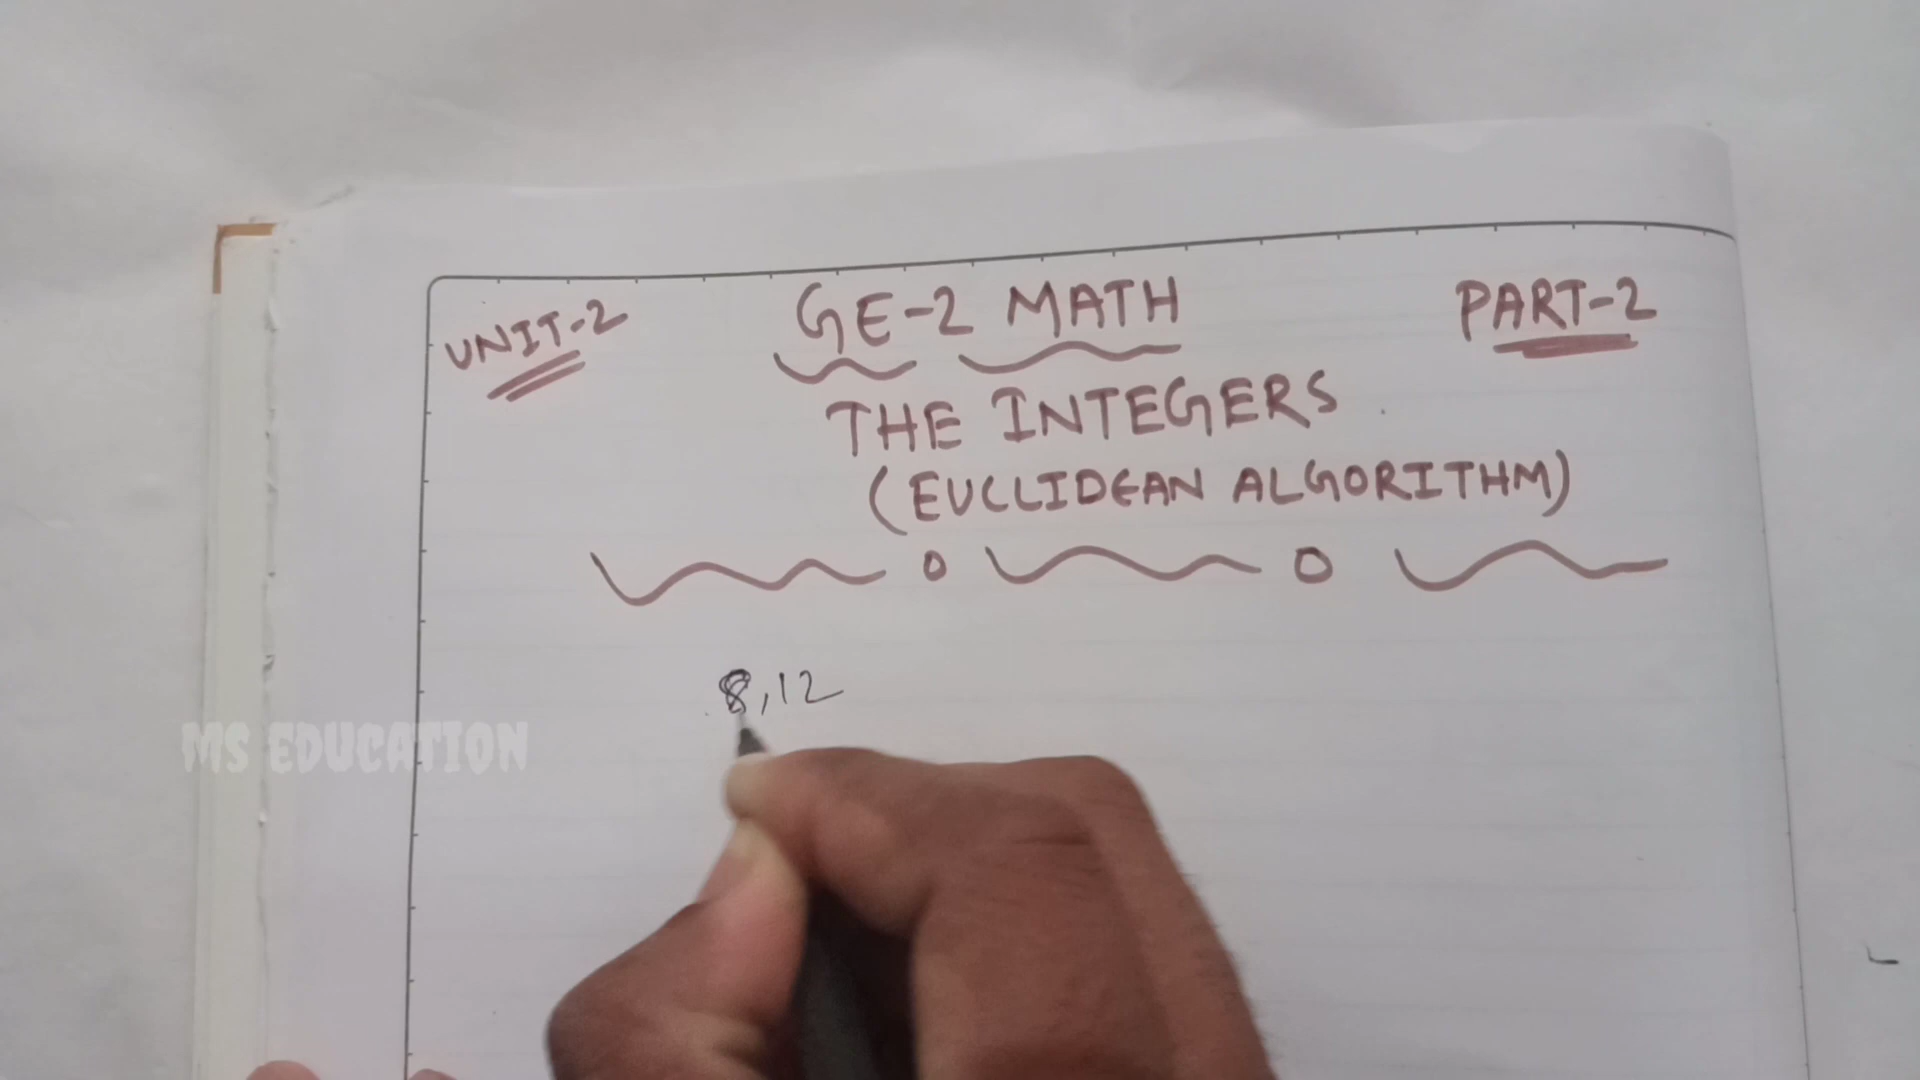 UNIT-2
GE-2 MATH
PART-2
THE INTEGERS
(EUCLIDEAN ALGORITHM)
8,12
MS EDUCATION